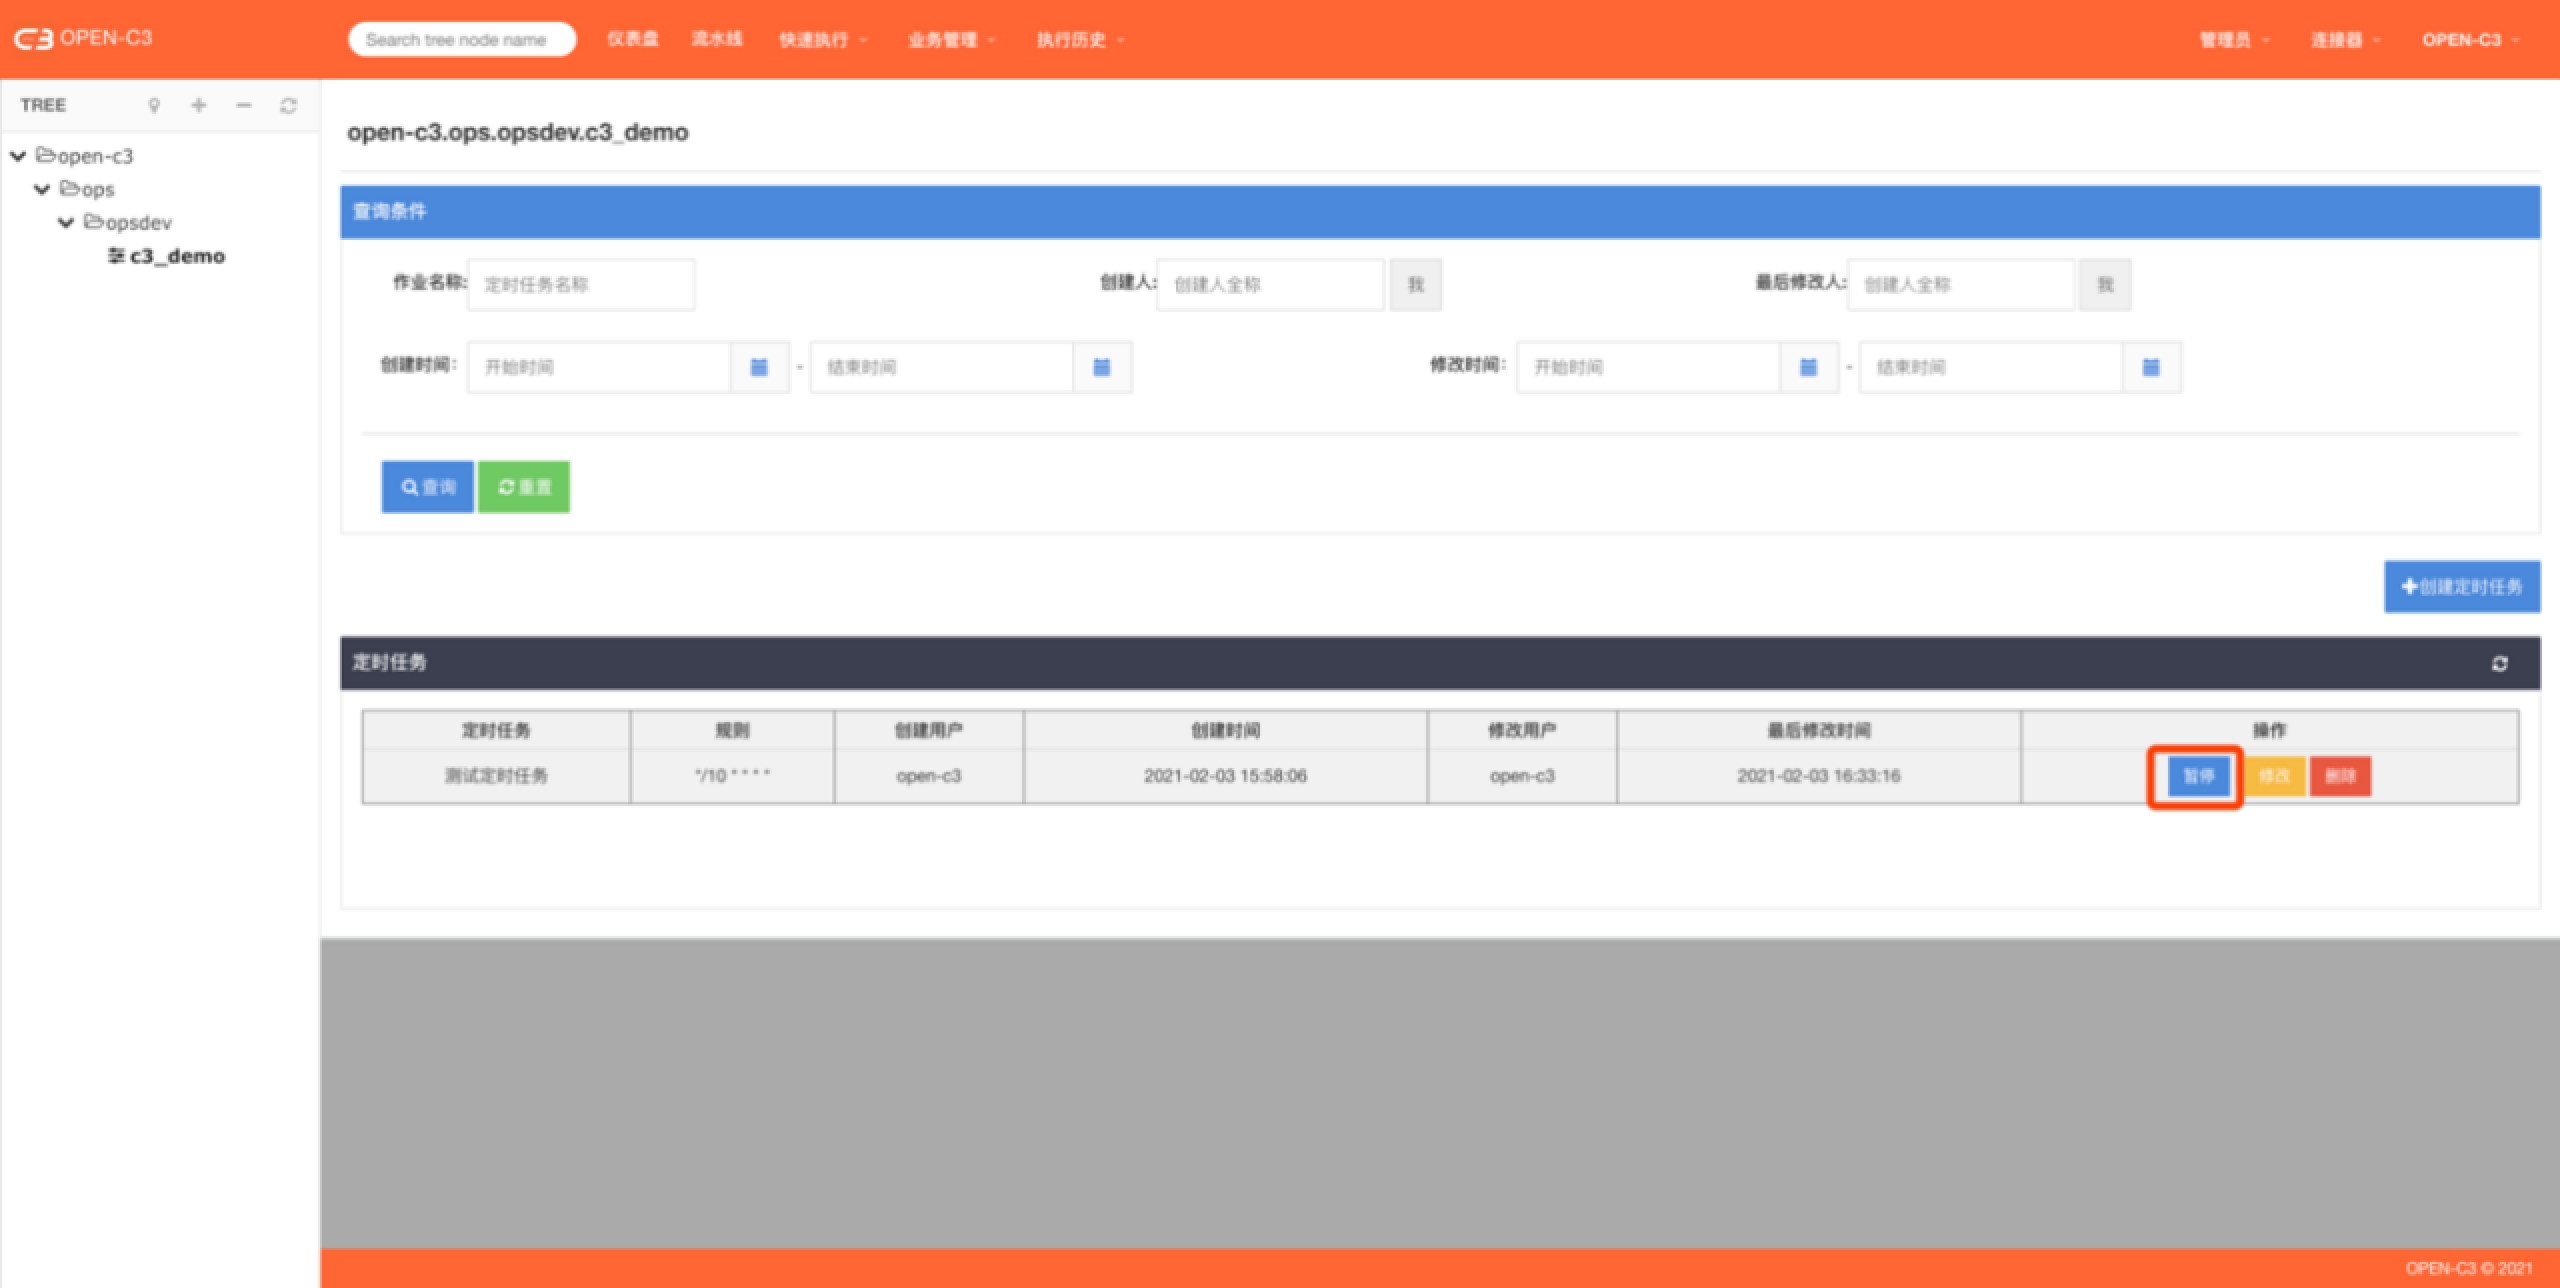 OPEN-C3
Search tree node name 仪表盘 流水线 快速执行 业务管理 执行历史 管理员 连接器 OPEN-C3
TREE
open-c3
ops
opsdev
c3_demo
open-c3.ops.opsdev.c3_demo
查询条件
作业名称: 定时任务名称 创建人: 创建人全称 我 最后修改人: 创建人全称 我
创建时间: 开始时间 - 结束时间 修改时间: 开始时间 - 结束时间
查询 重置
创建定时任务
定时任务
定时任务 规则 创建用户 创建时间 修改用户 最后修改时间 操作
测试定时任务 */10 * * * * open-c3 2021-02-03 15:58:06 open-c3 2021-02-03 16:33:16 暂停 修改 删除
OPEN-C3 © 2021